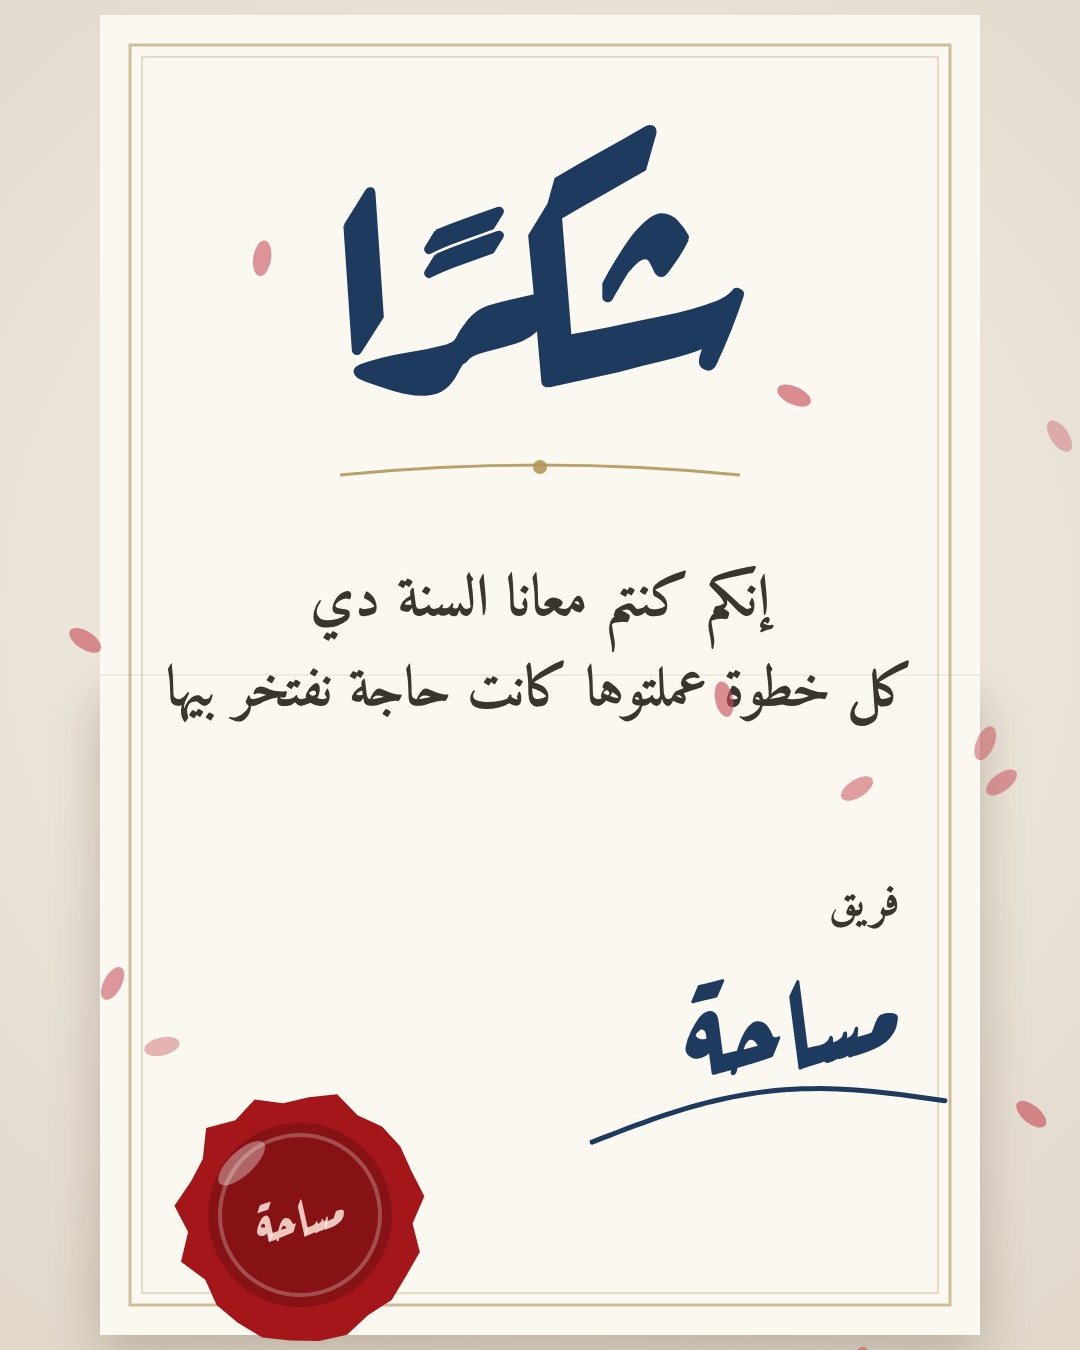 شكرًا
إنكم كنتم معانا السنة دي
كل خطوة عملتوها كانت حاجة نفتخر بيها
فريق
مساحة
مساحة